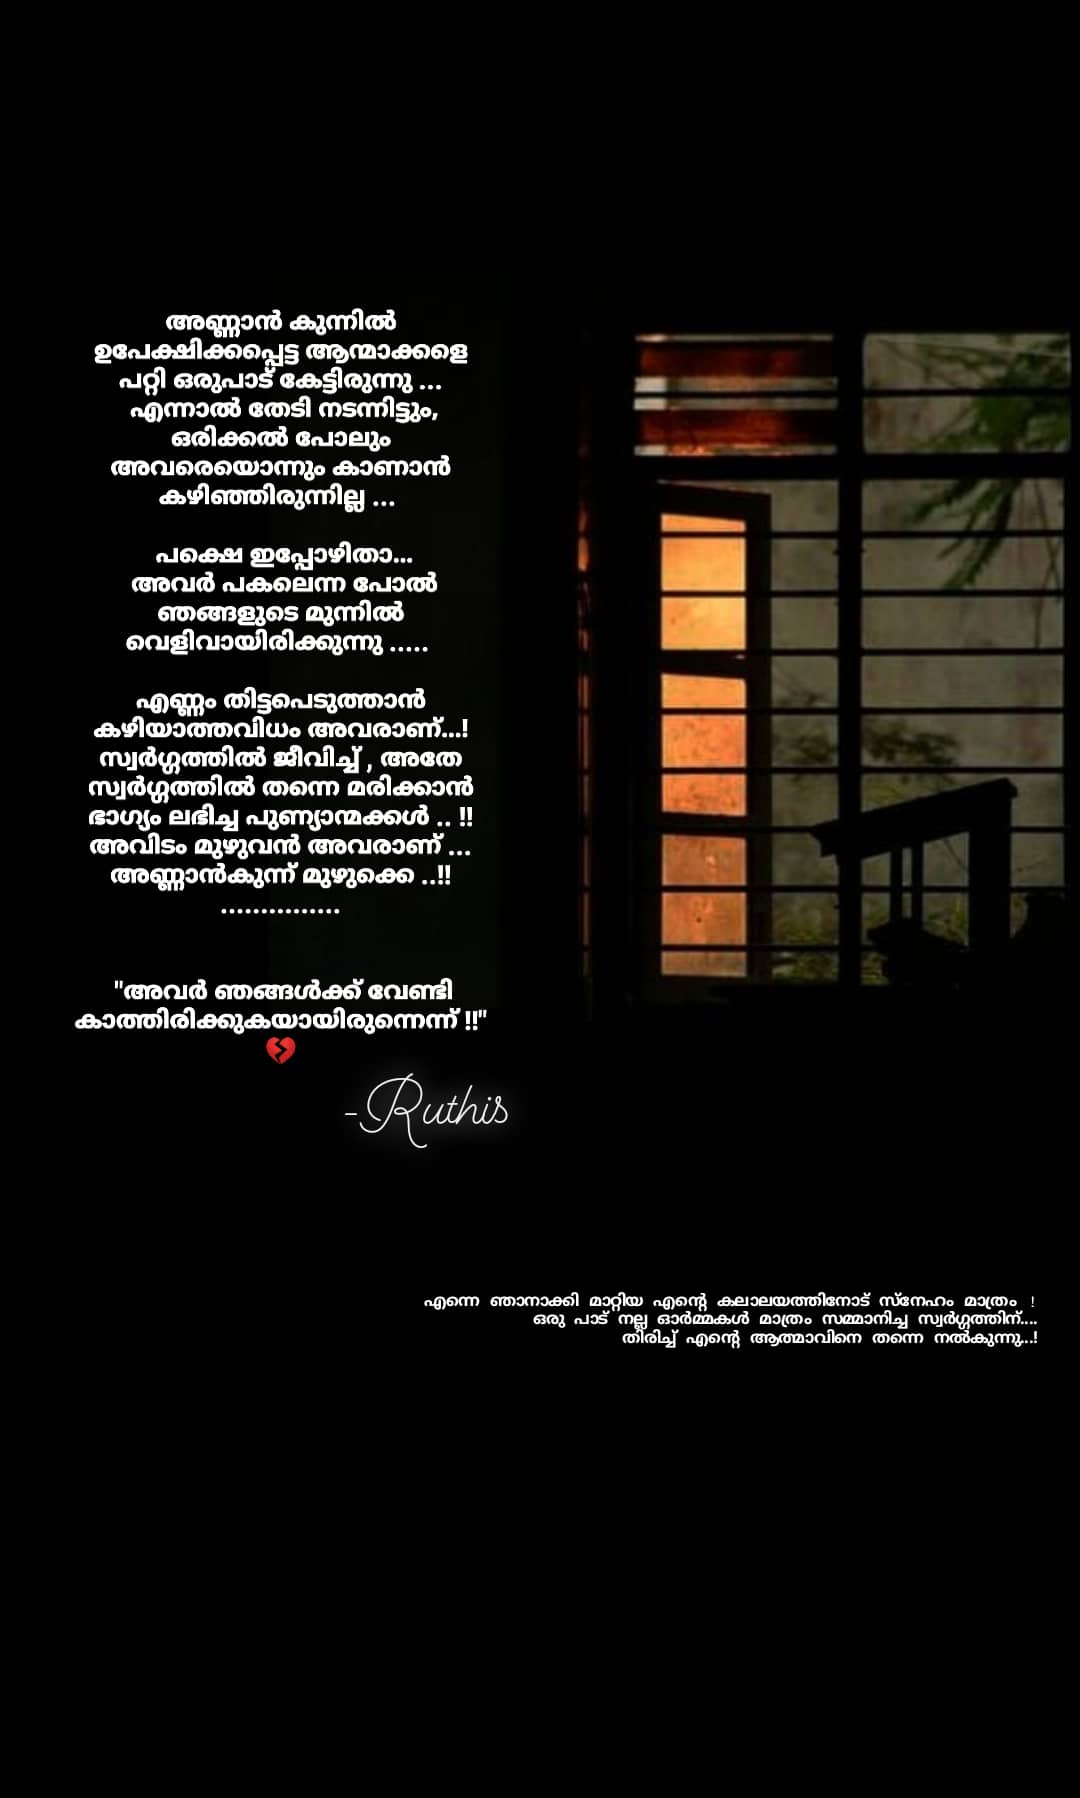 അണ്ണാൻ കുന്നിൽ
ഉപേക്ഷിക്കപ്പെട്ട ആന്മാക്കളെ
പറ്റി ഒരുപാട് കേട്ടിരുന്നു ...
എന്നാൽ തേടി നടന്നിട്ടും,
ഒരിക്കൽ പോലും
അവരെയൊന്നും കാണാൻ
കഴിഞ്ഞിരുന്നില്ല ...
പക്ഷെ ഇപ്പോഴിതാ...
അവർ പകലെന്ന പോൽ
ഞങ്ങളുടെ മുന്നിൽ
വെളിവായിരിക്കുന്നു .....
എണ്ണം തിട്ടപെടുത്താൻ
കഴിയാത്തവിധം അവരാണ്...!
സ്വർഗ്ഗത്തിൽ ജീവിച്ച് , അതേ
സ്വർഗ്ഗത്തിൽ തന്നെ മരിക്കാൻ
ഭാഗ്യം ലഭിച്ച പുണ്യാന്മക്കൾ .. !!
അവിടം മുഴുവൻ അവരാണ് ...
അണ്ണാൻകുന്ന് മുഴുക്കെ ..!!
...............
"അവർ ഞങ്ങൾക്ക് വേണ്ടി
കാത്തിരിക്കുകയായിരുന്നെന്ന് !!"
💔
-Ruthis
എന്നെ ഞാനാക്കി മാറ്റിയ എന്റെ കലാലയത്തിനോട് സ്നേഹം മാത്രം !
ഒരു പാട് നല്ല ഓർമ്മകൾ മാത്രം സമ്മാനിച്ച സ്വർഗ്ഗത്തിന്....
തിരിച്ച് എന്റെ ആത്മാവിനെ തന്നെ നൽകുന്നു...!